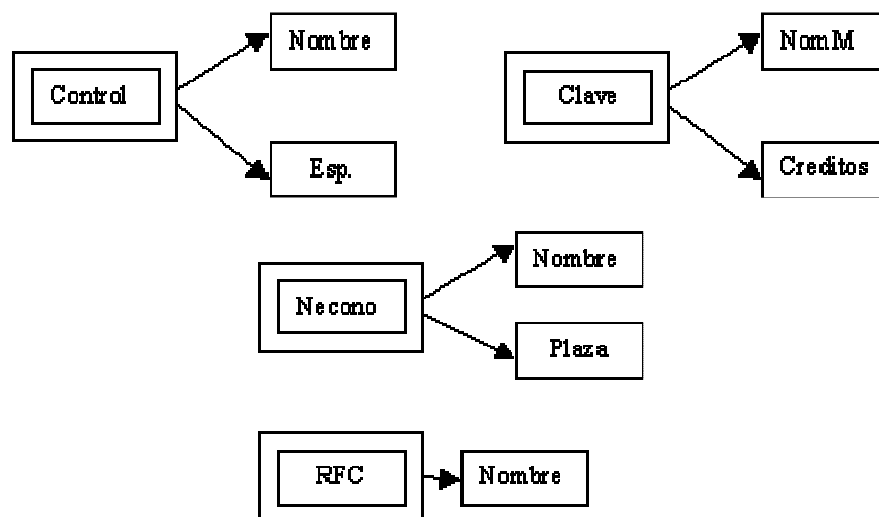 Control
Nombre
Esp.
Clave
NomM
Creditos
Necono
Nombre
Plaza
RFC
Nombre